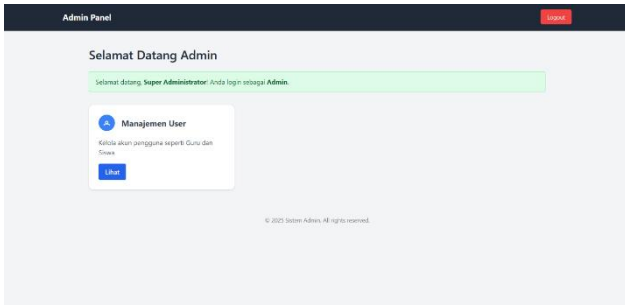 Admin Panel
Logout
Selamat Datang Admin
Selamat datang, Super Administrator! Anda login sebagai Admin.
Manajemen User
Kelola akun pengguna seperti Guru dan
Siswa
Lihat
© 2025 Sistem Admin. All rights reserved.